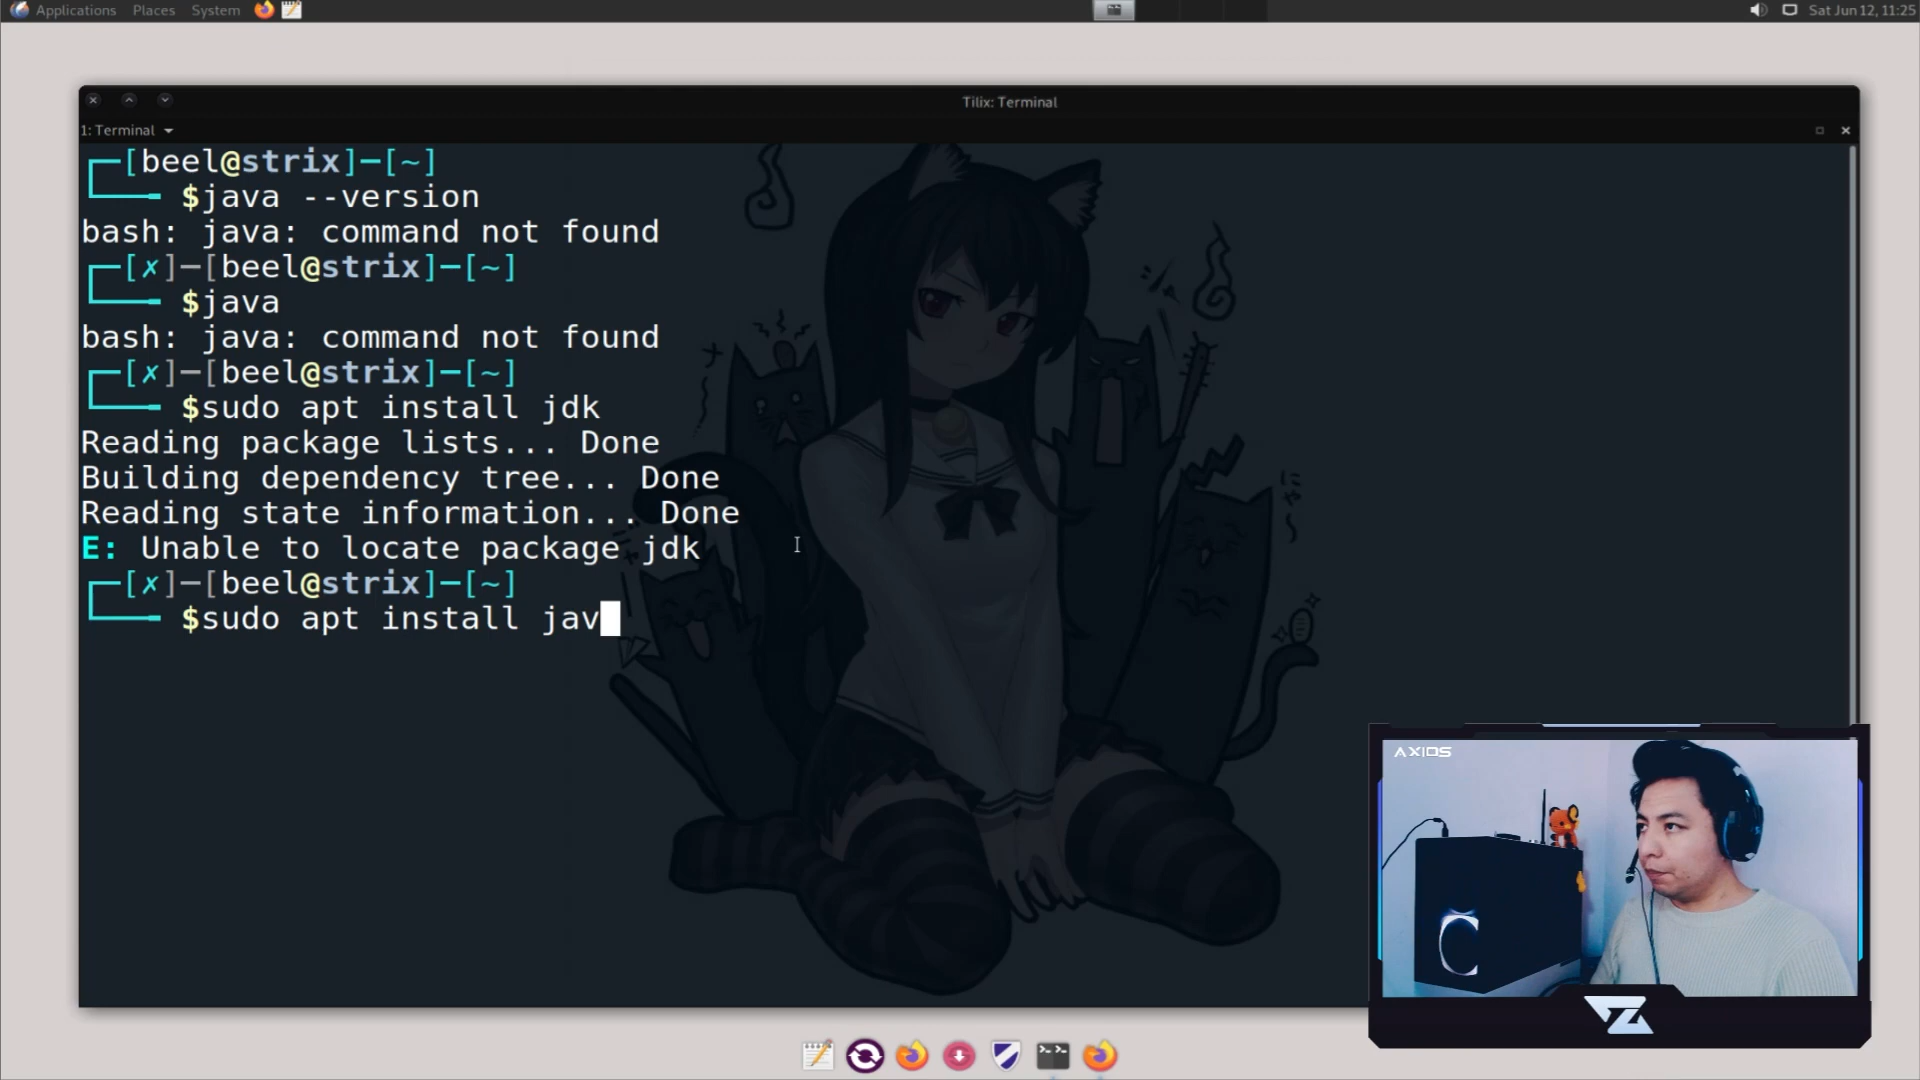 Applications Places System
Sat Jun 12, 11:25
Tilix: Terminal
1: Terminal
[beel@strix]─[~]
$java --version
bash: java: command not found
[✗]─[beel@strix]─[~]
$java
bash: java: command not found
[✗]─[beel@strix]─[~]
$sudo apt install jdk
Reading package lists... Done
Building dependency tree... Done
Reading state information... Done
E: Unable to locate package jdk
[✗]─[beel@strix]─[~]
$sudo apt install jav
AXIOS